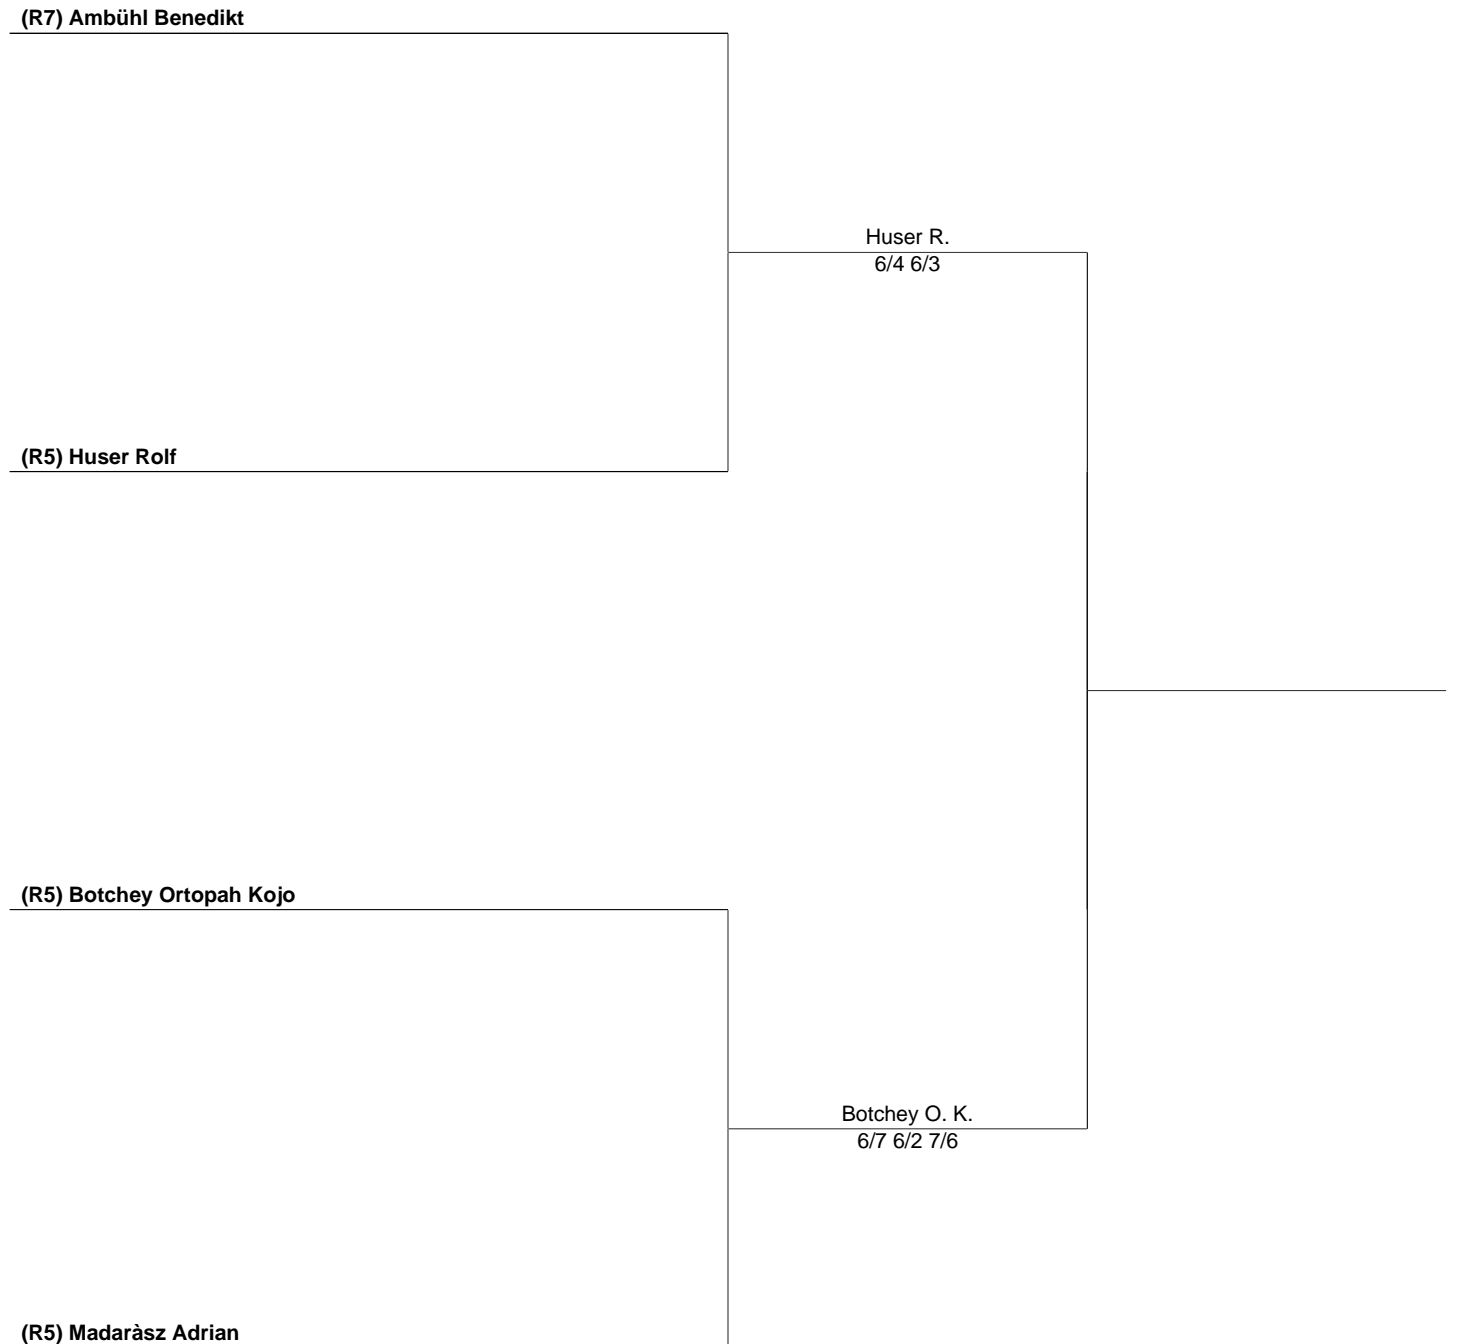 (R7) Ambühl Benedikt
Huser R.
6/4 6/3
(R5) Huser Rolf
(R5) Botchey Ortopah Kojo
Botchey O. K.
6/7 6/2 7/6
(R5) Madaràsz Adrian